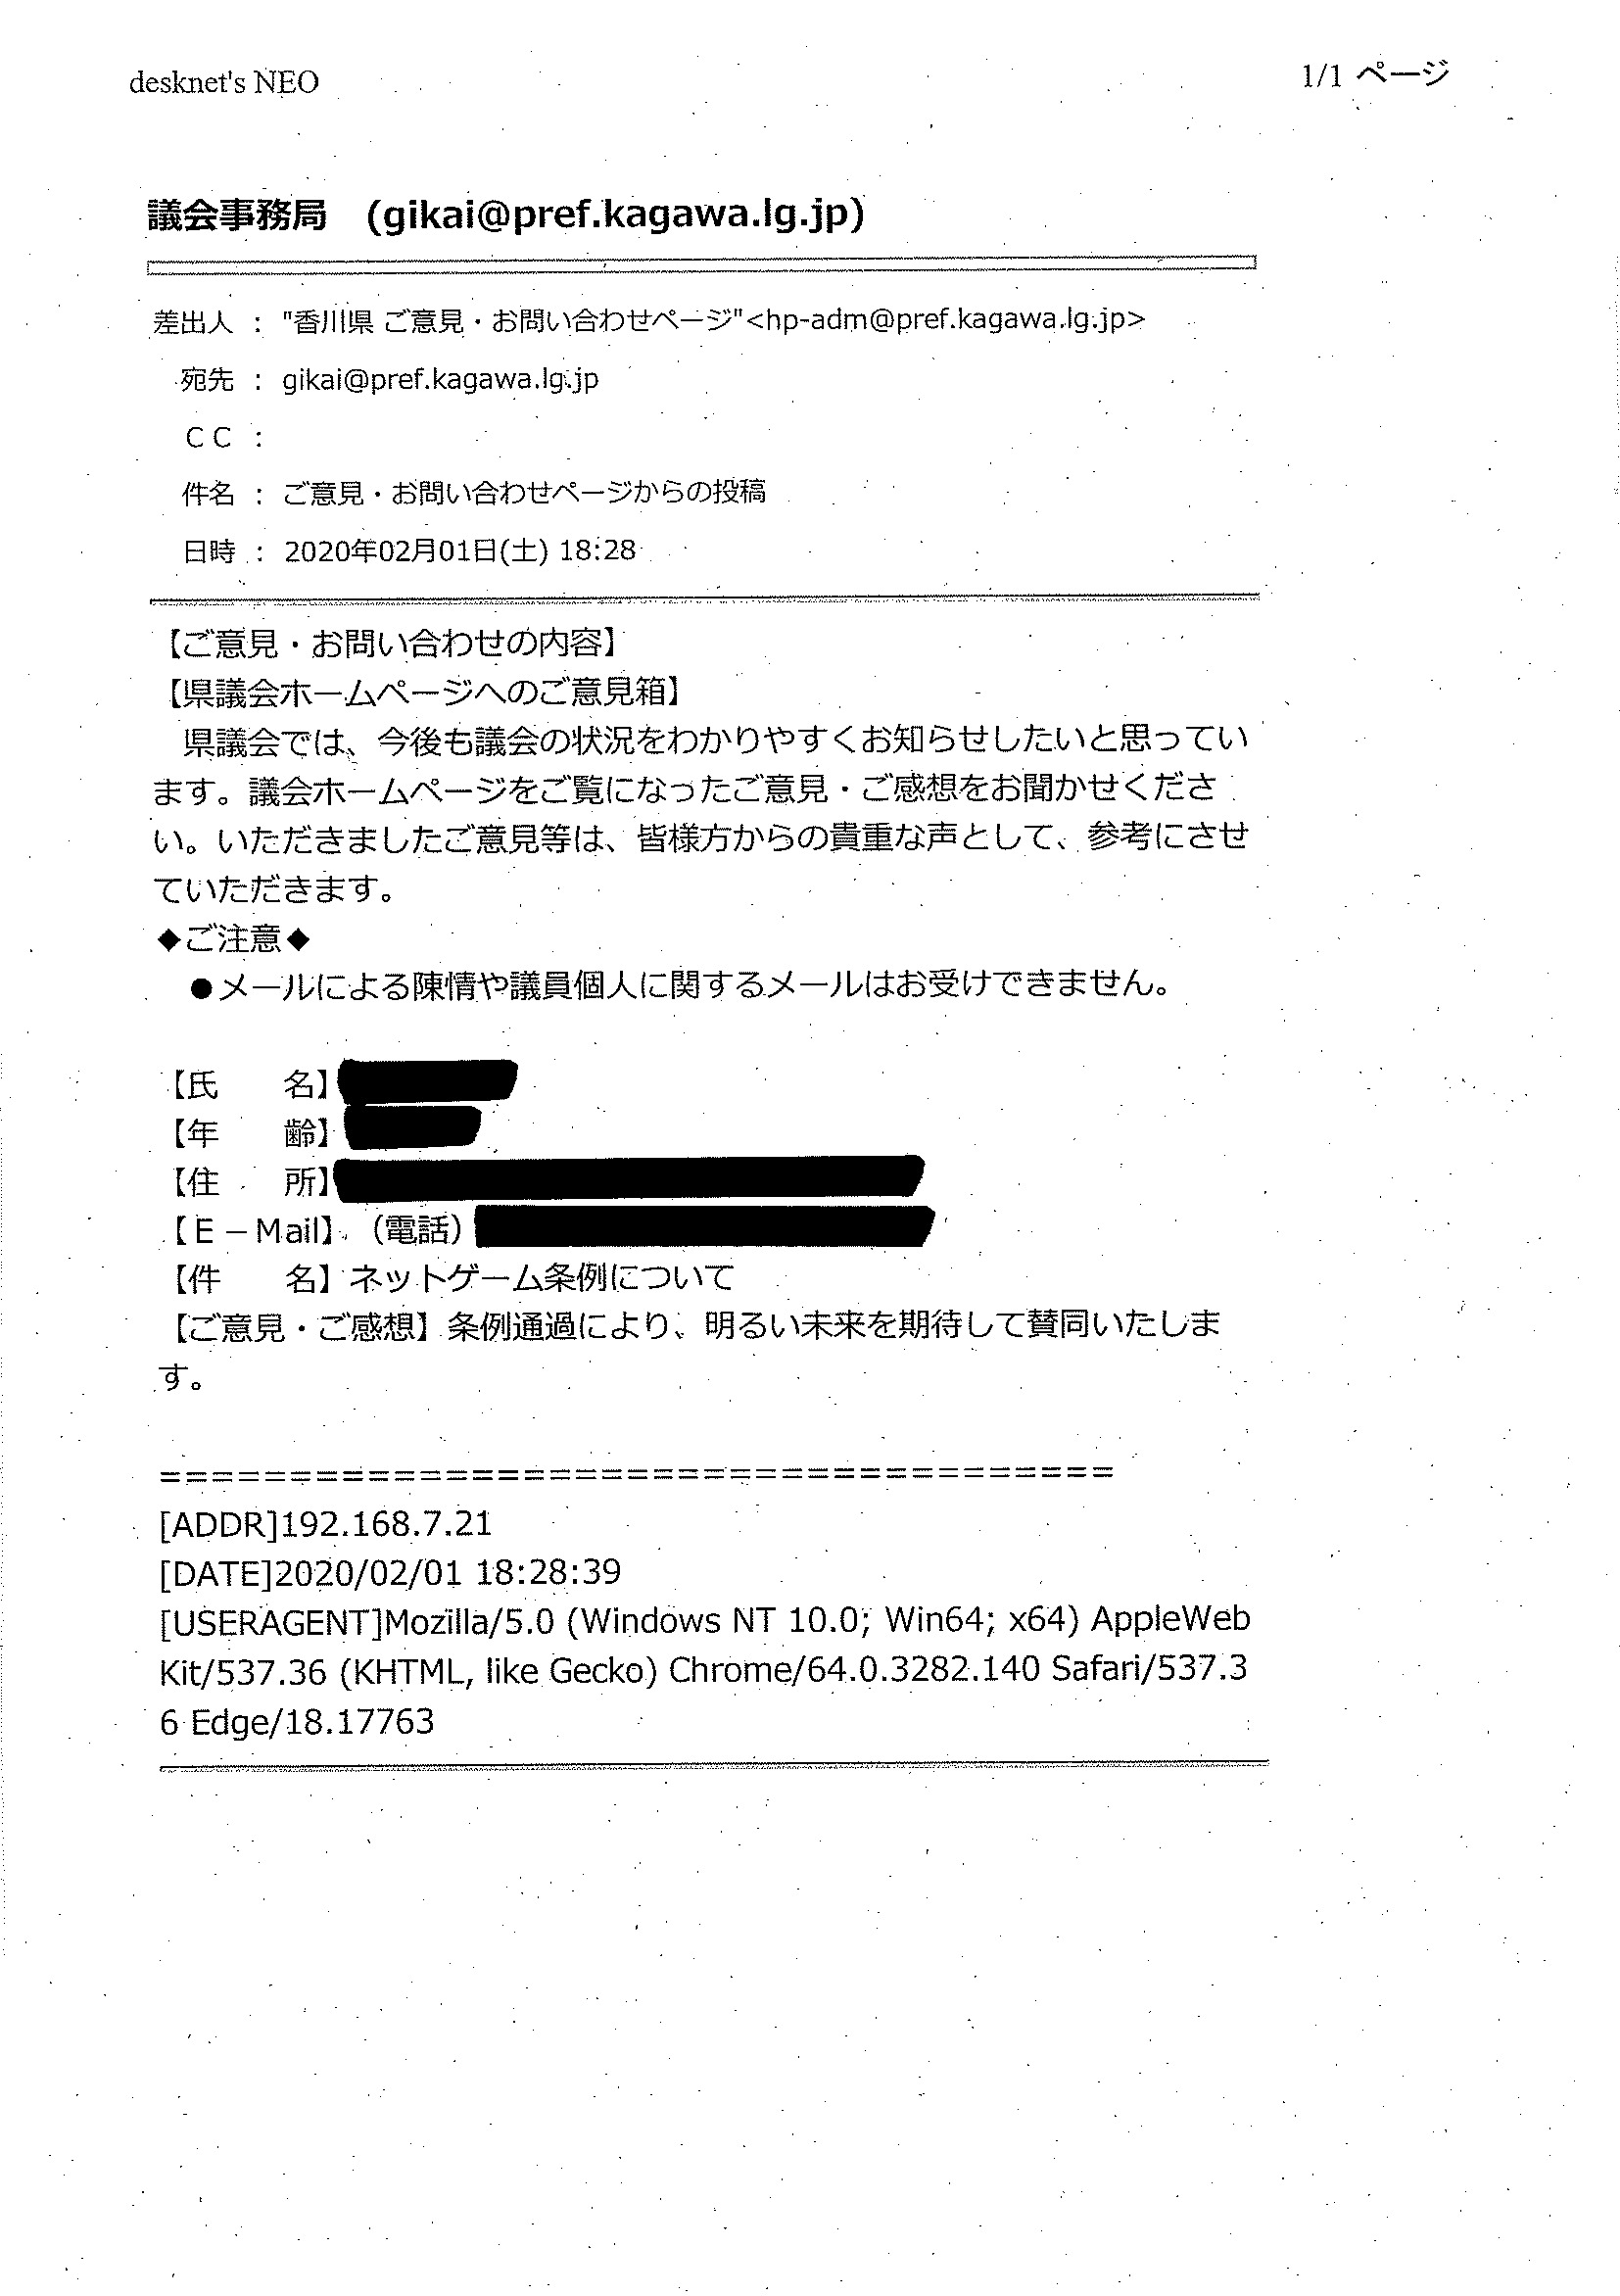 desknet's NEO
1/1 ページ
議会事務局　(gikai@pref.kagawa.lg.jp)
差出人 ： "香川県 ご意見・お問い合わせページ"<hp-adm@pref.kagawa.lg.jp>
宛先 ： gikai@pref.kagawa.lg.jp
ＣＣ ：
件名 ： ご意見・お問い合わせページからの投稿
日時 ： 2020年02月01日(土) 18:28
【ご意見・お問い合わせの内容】
【県議会ホームページへのご意見箱】
　県議会では、今後も議会の状況をわかりやすくお知らせしたいと思ってい
ます。議会ホームページをご覧になったご意見・ご感想をお聞かせくださ
い。いただきましたご意見等は、皆様方からの貴重な声として、参考にさせ
ていただきます。
◆ご注意◆
　●メールによる陳情や議員個人に関するメールはお受けできません。
【氏　　名】
【年　　齢】
【住　　所】
【Ｅ－Mail】（電話）
【件　　名】ネットゲーム条例について
【ご意見・ご感想】条例通過により、明るい未来を期待して賛同いたしま
す。
=====================================
[ADDR]192.168.7.21
[DATE]2020/02/01 18:28:39
[USERAGENT]Mozilla/5.0 (Windows NT 10.0; Win64; x64) AppleWeb
Kit/537.36 (KHTML, like Gecko) Chrome/64.0.3282.140 Safari/537.3
6 Edge/18.17763